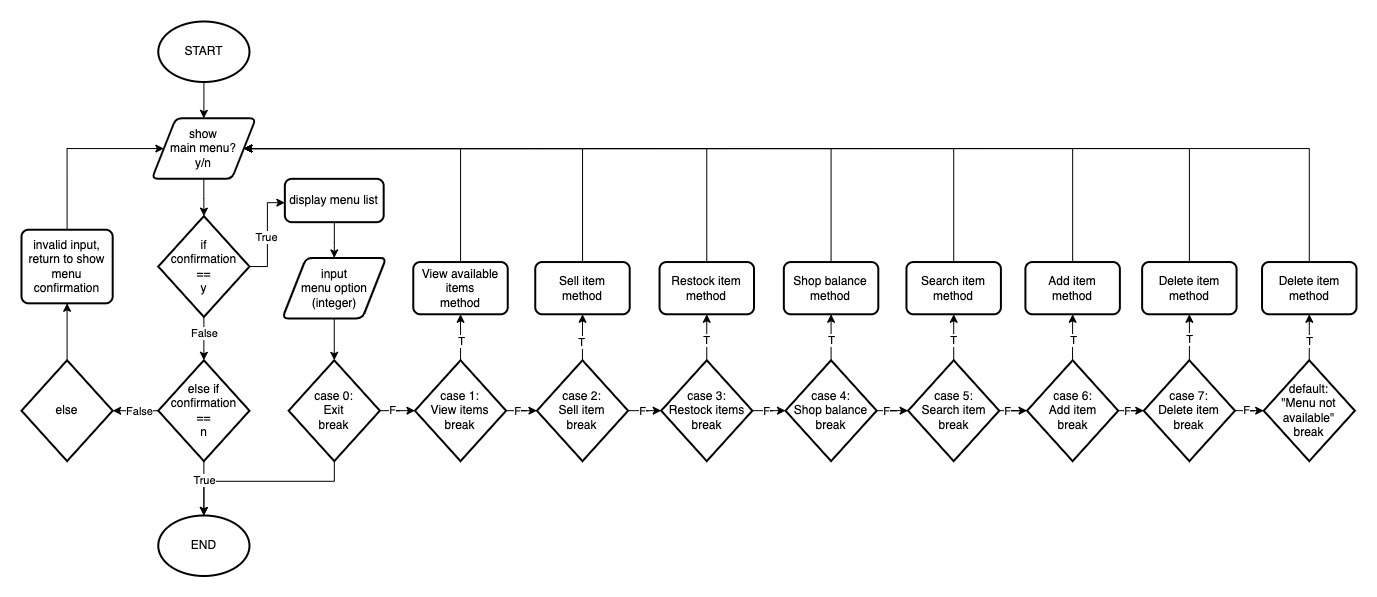 START
show
main menu?
y/n
display menu list
if
confirmation
==
y
True
invalid input,
return to show
menu
confirmation
input
menu option
(integer)
View available
items
method
Sell item
method
Restock item
method
Shop balance
method
Search item
method
Add item
method
Delete item
method
Delete item
method
False
T
T
T
T
T
T
T
T
else
False
else if
confirmation
==
n
case 0:
Exit
break
F
case 1:
View items
break
F
case 2:
Sell item
break
F
case 3:
Restock items
break
F
case 4:
Shop balance
break
F
case 5:
Search item
break
F
case 6:
Add item
break
F
case 7:
Delete item
break
F
default:
"Menu not
available"
break
True
END